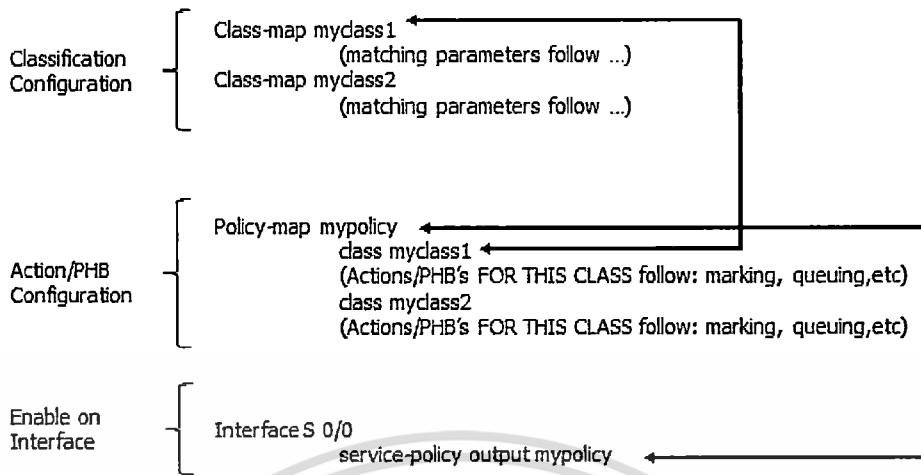 Class-map myclass1
(matching parameters follow ...)
Classification
Configuration
Class-map myclass2
(matching parameters follow ...)
Policy-map mypolicy
class myclass1
Action/PHB
Configuration
(Actions/PHB's FOR THIS CLASS follow: marking, queuing,etc)
class myclass2
(Actions/PHB's FOR THIS CLASS follow: marking, queuing,etc)
Enable on
Interface
Interface S 0/0
service-policy output mypolicy